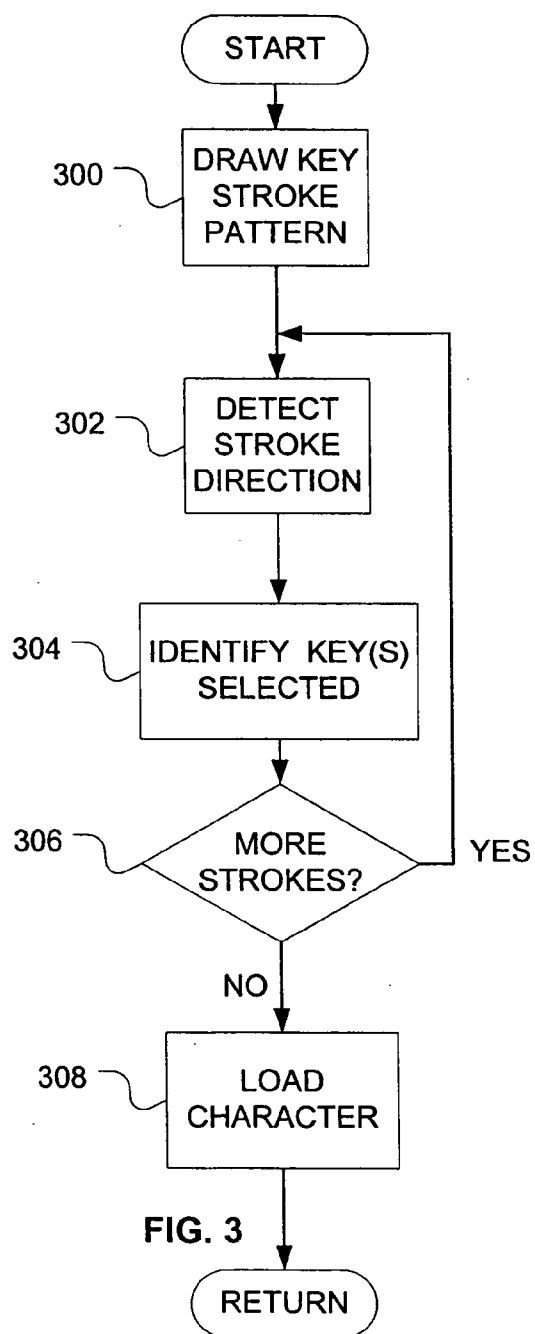 START
300
DRAW KEY
STROKE
PATTERN
302
DETECT
STROKE
DIRECTION
304
IDENTIFY KEY(S)
SELECTED
306
MORE
STROKES?
YES
NO
308
LOAD
CHARACTER
FIG. 3
RETURN